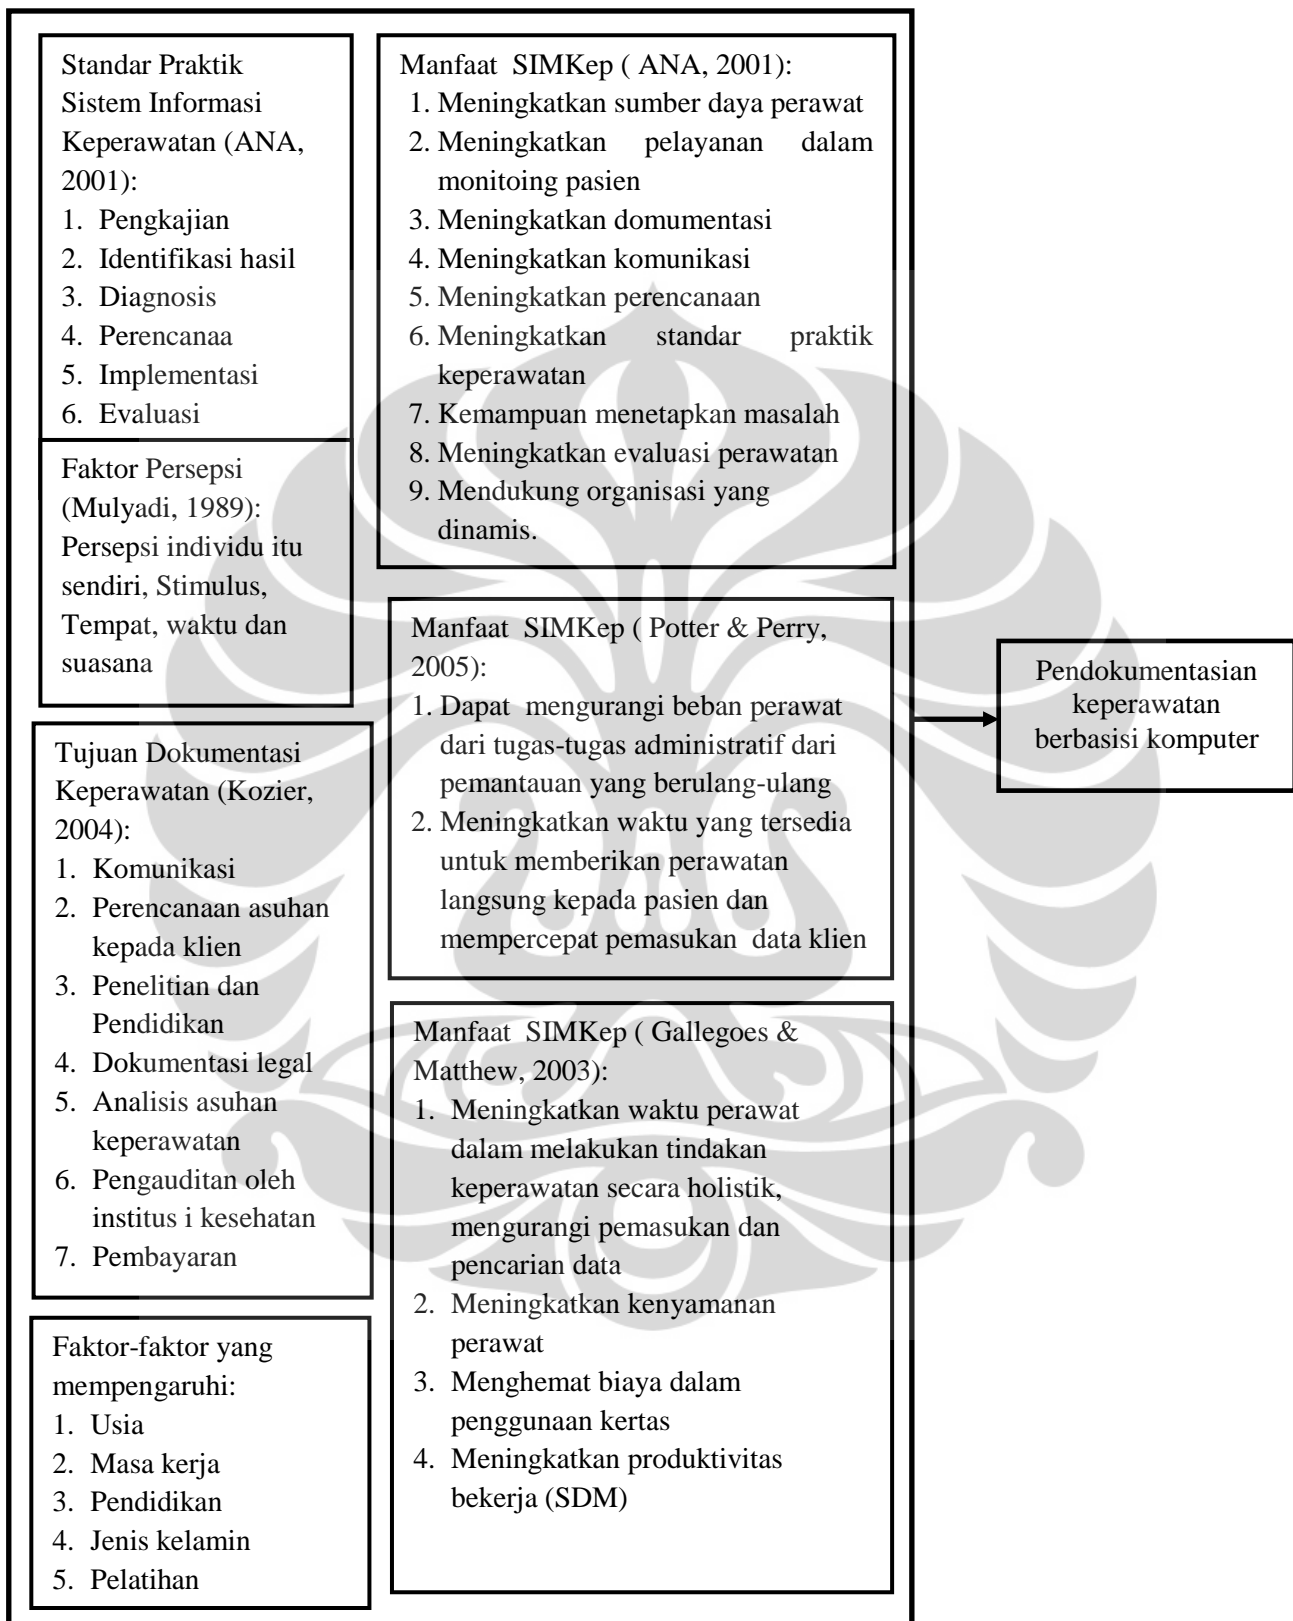 Standar Praktik
Sistem Informasi
Keperawatan (ANA,
2001):
1. Pengkajian
2. Identifikasi hasil
3. Diagnosis
4. Perencanaa
5. Implementasi
6. Evaluasi
Faktor Persepsi
(Mulyadi, 1989):
Persepsi individu itu
sendiri, Stimulus,
Tempat, waktu dan
suasana
Tujuan Dokumentasi
Keperawatan (Kozier,
2004):
1. Komunikasi
2. Perencanaan asuhan
kepada klien
3. Penelitian dan
Pendidikan
4. Dokumentasi legal
5. Analisis asuhan
keperawatan
6. Pengauditan oleh
institus i kesehatan
7. Pembayaran
Faktor-faktor yang
mempengaruhi:
1. Usia
2. Masa kerja
3. Pendidikan
4. Jenis kelamin
5. Pelatihan
Manfaat SIMKep ( ANA, 2001):
1. Meningkatkan sumber daya perawat
2. Meningkatkan pelayanan dalam
monitoing pasien
3. Meningkatkan domumentasi
4. Meningkatkan komunikasi
5. Meningkatkan perencanaan
6. Meningkatkan standar praktik
keperawatan
7. Kemampuan menetapkan masalah
8. Meningkatkan evaluasi perawatan
9. Mendukung organisasi yang
dinamis.
Manfaat SIMKep ( Potter & Perry,
2005):
1. Dapat mengurangi beban perawat
dari tugas-tugas administratif dari
pemantauan yang berulang-ulang
2. Meningkatkan waktu yang tersedia
untuk memberikan perawatan
langsung kepada pasien dan
mempercepat pemasukan data klien
Manfaat SIMKep ( Gallegoes &
Matthew, 2003):
1. Meningkatkan waktu perawat
dalam melakukan tindakan
keperawatan secara holistik,
mengurangi pemasukan dan
pencarian data
2. Meningkatkan kenyamanan
perawat
3. Menghemat biaya dalam
penggunaan kertas
4. Meningkatkan produktivitas
bekerja (SDM)
Pendokumentasian
keperawatan
berbasisi komputer